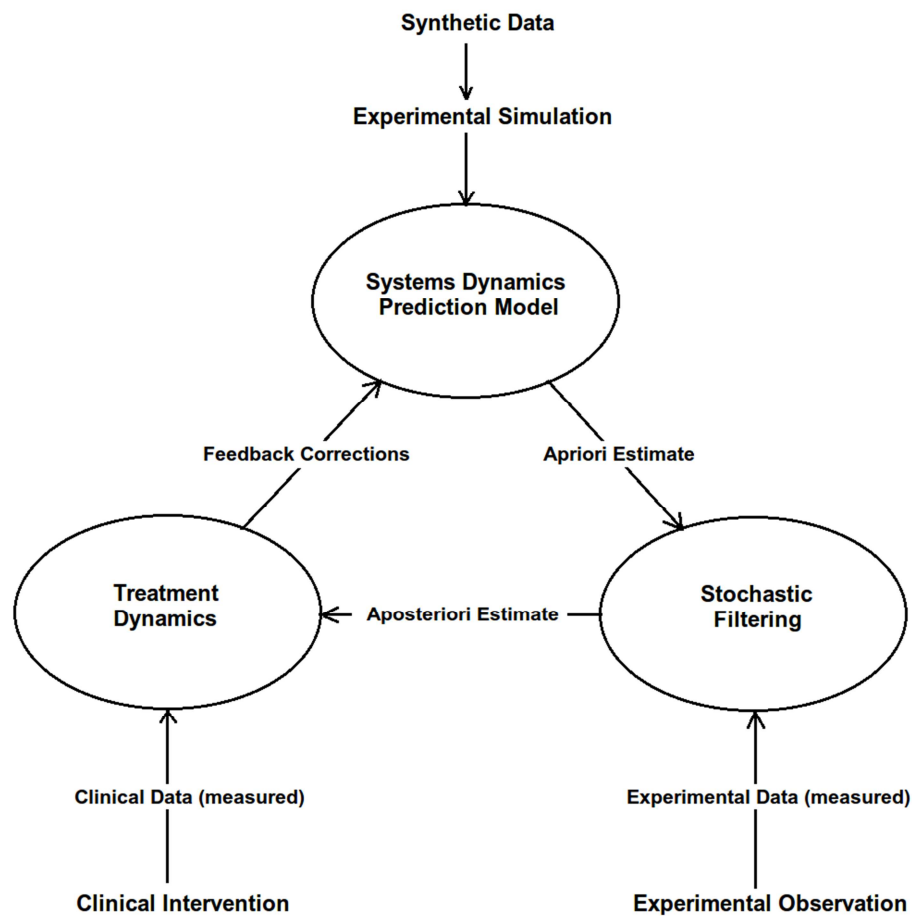 Synthetic Data
Experimental Simulation
Systems Dynamics
Prediction Model
Feedback Corrections
Apriori Estimate
Treatment
Dynamics
Aposteriori Estimate
Stochastic
Filtering
Clinical Data (measured)
Experimental Data (measured)
Clinical Intervention
Experimental Observation